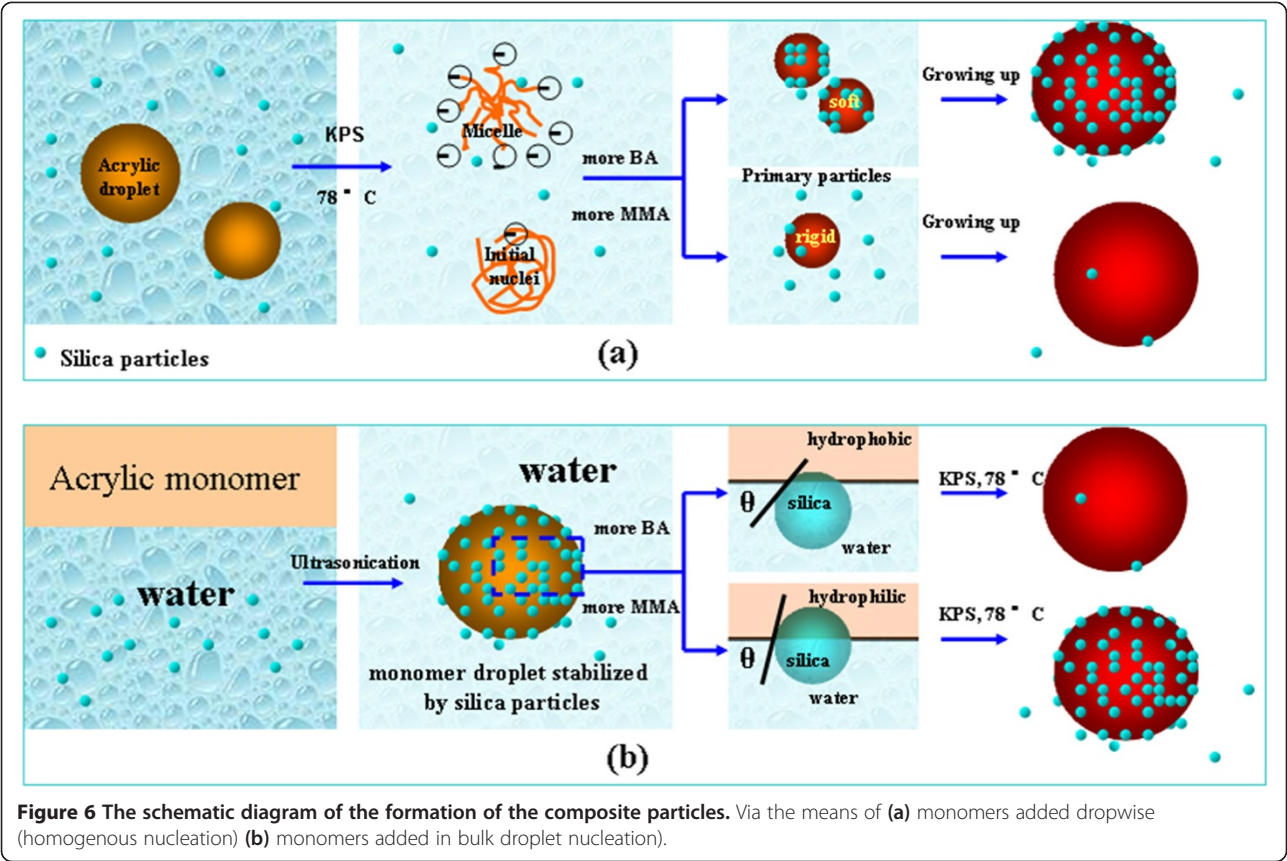 Acrylic
droplet
KPS
78 " C
Micelle
Initial
nuclei
more BA
more MMA
soft
Primary particles
rigid
Growing up
Growing up
Silica particles
(a)
Acrylic monomer
water
Ultrasonication
water
monomer droplet stabilized
by silica particles
more BA
more MMA
hydrophobic
θ
silica
water
hydrophilic
θ
silica
water
KPS, 78 " C
KPS, 78 " C
(b)
Figure 6 The schematic diagram of the formation of the composite particles. Via the means of (a) monomers added dropwise
(homogenous nucleation) (b) monomers added in bulk droplet nucleation).